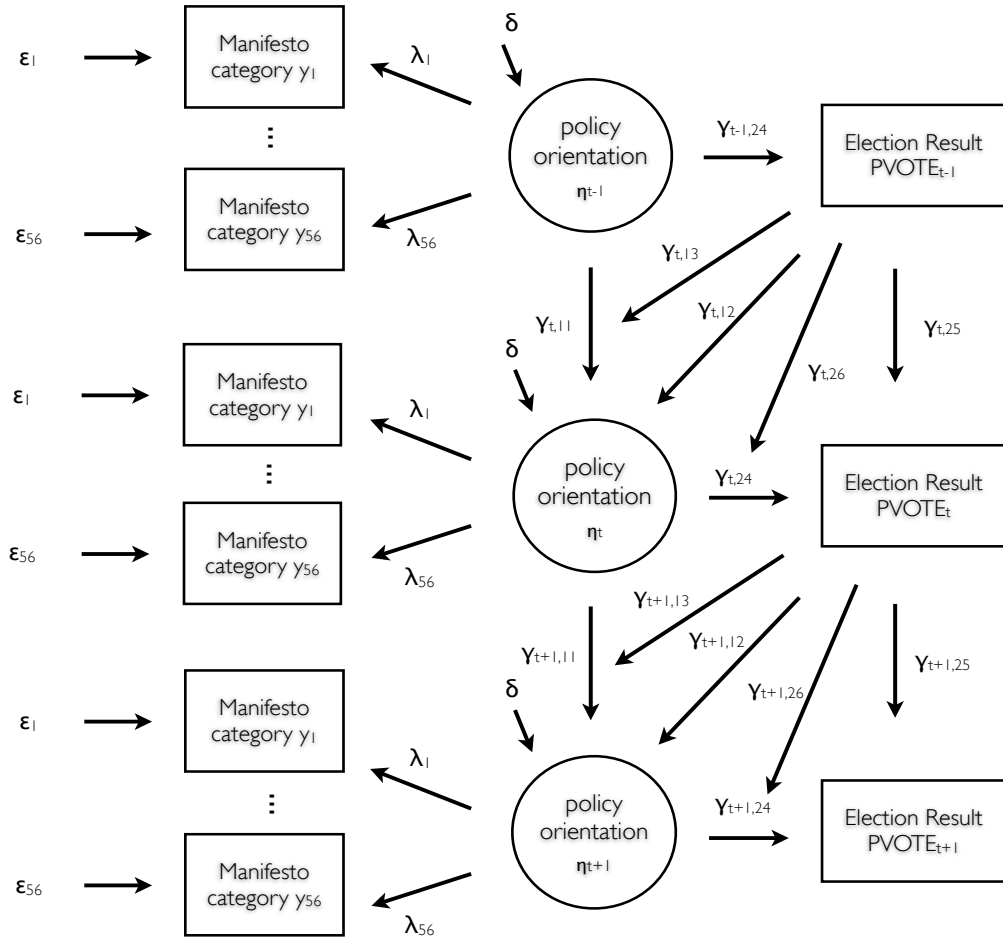 δ
ε₁
Manifesto
category y₁
λ₁
...
policy
orientation
ηt-1
γt-1,24
Election Result
PVOTEt-1
ε₅₆
Manifesto
category y₅₆
λ₅₆
γt,13
γt,11
γt,12
γt,25
γt,26
δ
ε₁
Manifesto
category y₁
λ₁
...
policy
orientation
ηt
γt,24
Election Result
PVOTEt
ε₅₆
Manifesto
category y₅₆
λ₅₆
γt+1,13
γt+1,11
γt+1,12
γt+1,25
γt+1,26
δ
ε₁
Manifesto
category y₁
λ₁
...
policy
orientation
ηt+1
γt+1,24
Election Result
PVOTEt+1
ε₅₆
Manifesto
category y₅₆
λ₅₆